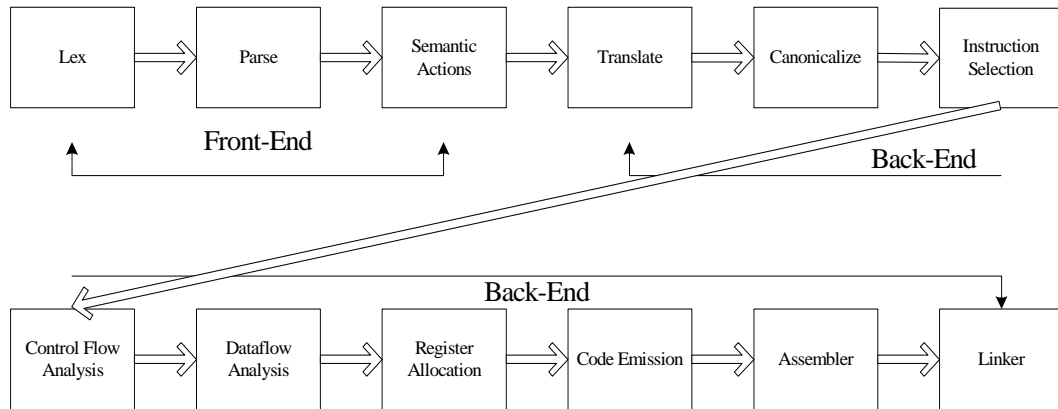 Lex
Parse
Semantic
Actions
Translate
Canonicalize
Instruction
Selection
Front-End
Back-End
Back-End
Control Flow
Analysis
Dataflow
Analysis
Register
Allocation
Code Emission
Assembler
Linker